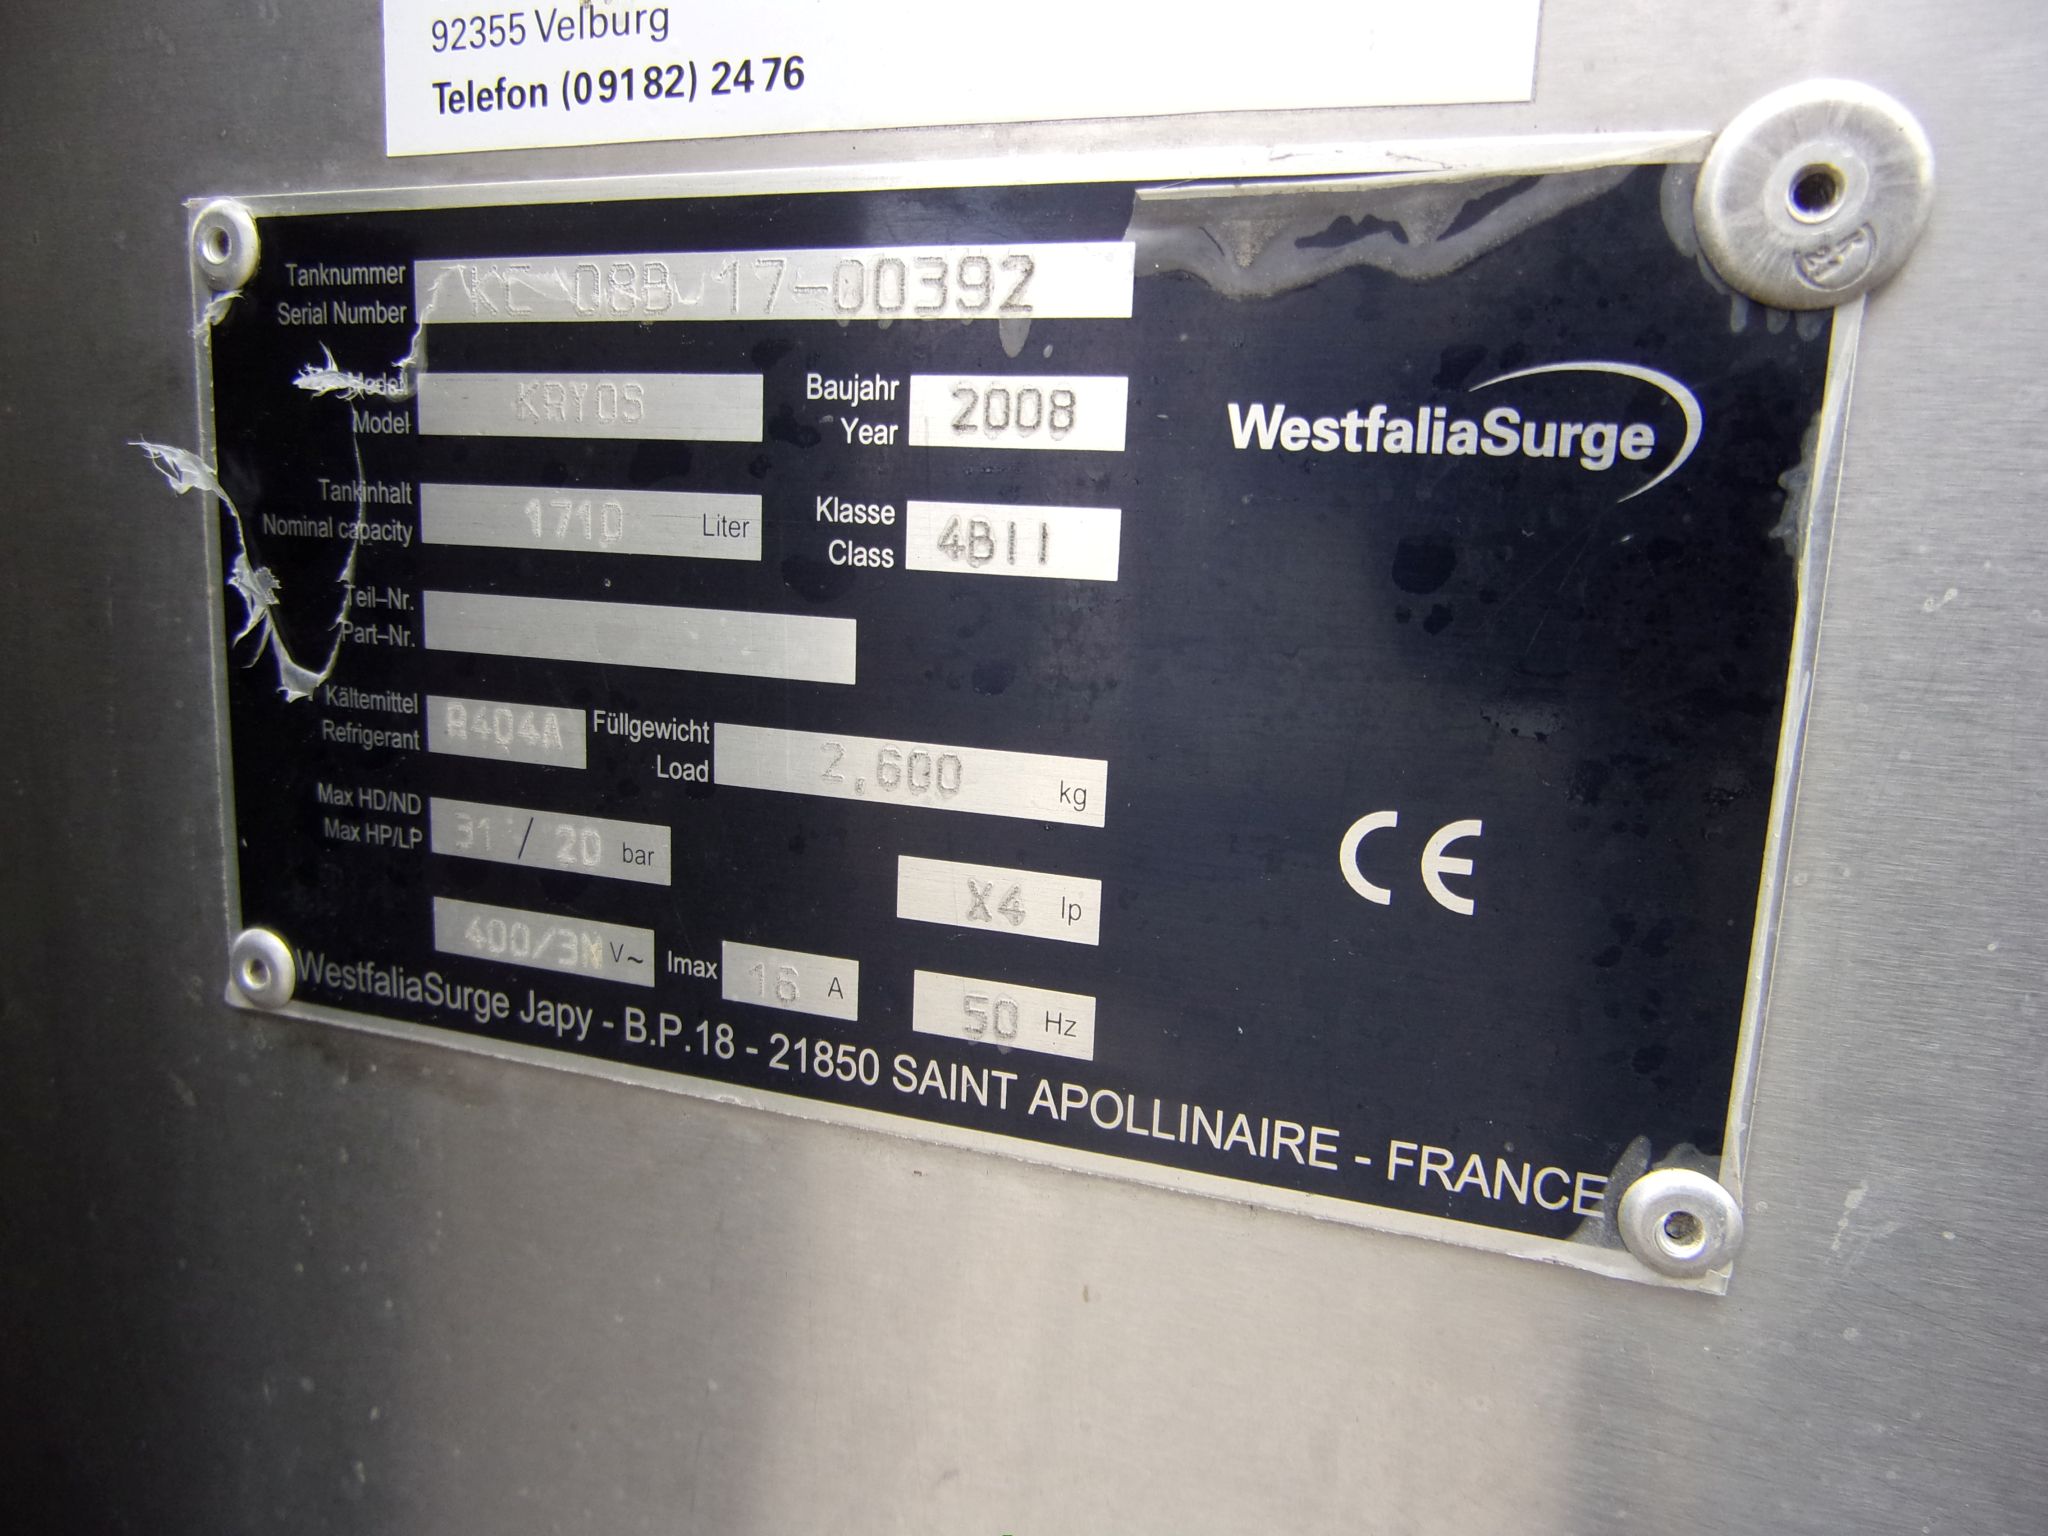 92355 Velburg
Telefon (09182) 2476
Tanknummer
Serial Number
KC 08B 17-00392
Modell
Model
KRYOS
Baujahr
Year
2008
WestfaliaSurge
Tankinhalt
Nominal capacity
1710 Liter
Klasse
Class
4BII
Teil-Nr.
Part-Nr.
Kältemittel
Refrigerant
R404A
Füllgewicht
Load
2,600 kg
Max HD/ND
Max HP/LP
31 / 20 bar
X4 Ip
CE
400/3N V~
Imax 16 A
50 Hz
WestfaliaSurge Japy - B.P.18 - 21850 SAINT APOLLINAIRE - FRANCE